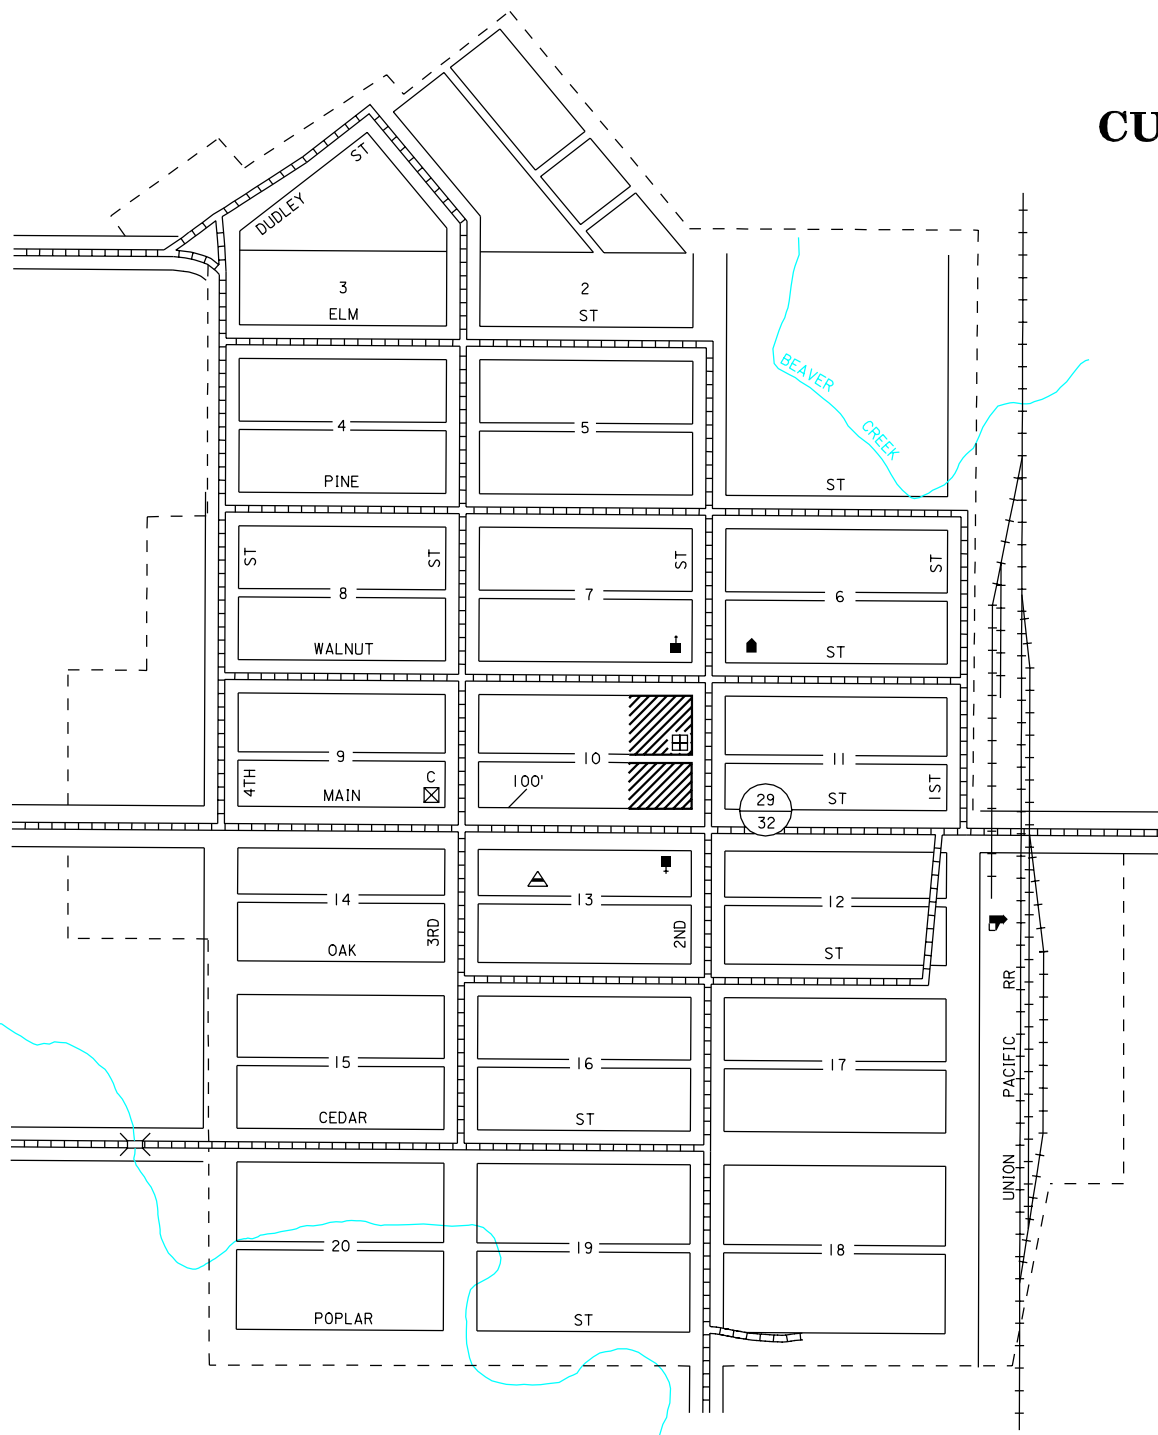 CU
ST
DUDLEY
3
2
ELM
ST
BEAVER
CREEK
4
5
PINE
ST
ST
ST
ST
ST
8
7
6
WALNUT
ST
9
10
11
4TH
MAIN
C
100'
29
32
ST
1ST
14
13
12
3RD
2ND
OAK
ST
15
16
17
CEDAR
ST
UNION PACIFIC RR
20
19
18
POPLAR
ST